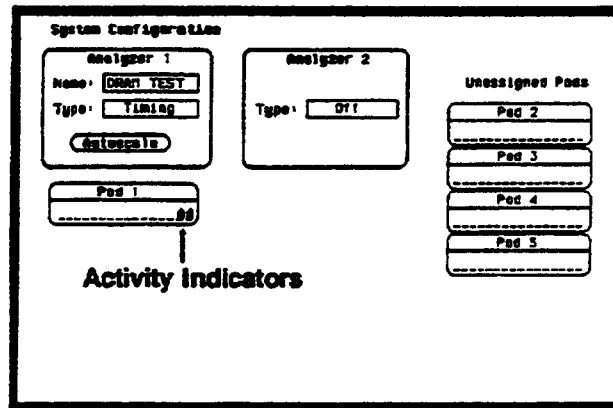 System Configuration
Analyzer 1
Name: DRAM TEST
Type: Timing
Autoscale
Analyzer 2
Type: Off
Unassigned Pods
Pod 2
Pod 3
Pod 4
Pod 5
Pod 1
Activity Indicators